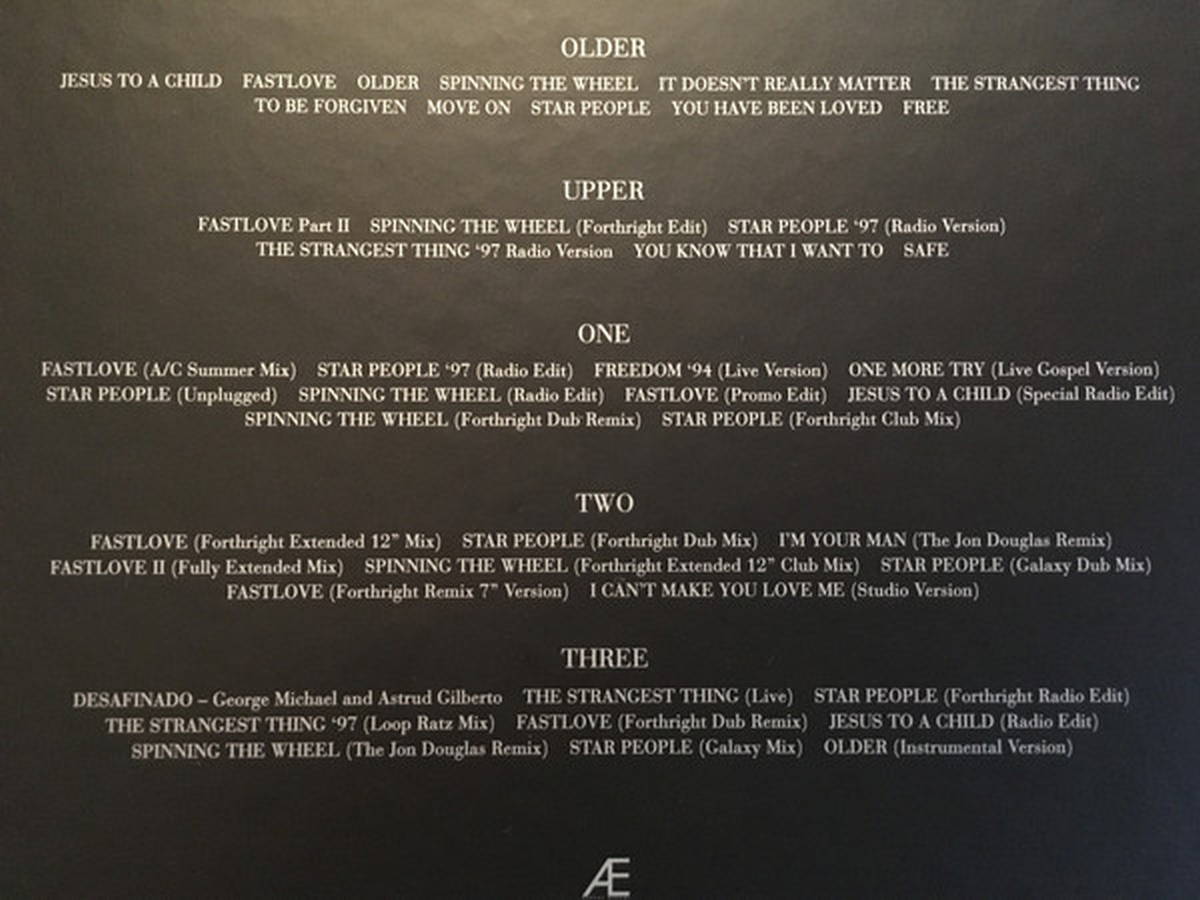 OLDER
JESUS TO A CHILD FASTLOVE OLDER SPINNING THE WHEEL IT DOESN'T REALLY MATTER THE STRANGEST THING
TO BE FORGIVEN MOVE ON STAR PEOPLE YOU HAVE BEEN LOVED FREE
UPPER
FASTLOVE Part II SPINNING THE WHEEL (Forthright Edit) STAR PEOPLE ‘97 (Radio Version)
THE STRANGEST THING ‘97 Radio Version YOU KNOW THAT I WANT TO SAFE
ONE
FASTLOVE (A/C Summer Mix) STAR PEOPLE ‘97 (Radio Edit) FREEDOM ‘94 (Live Version) ONE MORE TRY (Live Gospel Version)
STAR PEOPLE (Unplugged) SPINNING THE WHEEL (Radio Edit) FASTLOVE (Promo Edit) JESUS TO A CHILD (Special Radio Edit)
SPINNING THE WHEEL (Forthright Dub Remix) STAR PEOPLE (Forthright Club Mix)
TWO
FASTLOVE (Forthright Extended 12” Mix) STAR PEOPLE (Forthright Dub Mix) I'M YOUR MAN (The Jon Douglas Remix)
FASTLOVE II (Fully Extended Mix) SPINNING THE WHEEL (Forthright Extended 12” Club Mix) STAR PEOPLE (Galaxy Dub Mix)
FASTLOVE (Forthright Remix 7” Version) I CAN'T MAKE YOU LOVE ME (Studio Version)
THREE
DESAFINADO – George Michael and Astrud Gilberto THE STRANGEST THING (Live) STAR PEOPLE (Forthright Radio Edit)
THE STRANGEST THING ‘97 (Loop Ratz Mix) FASTLOVE (Forthright Dub Remix) JESUS TO A CHILD (Radio Edit)
SPINNING THE WHEEL (The Jon Douglas Remix) STAR PEOPLE (Galaxy Mix) OLDER (Instrumental Version)
Æ